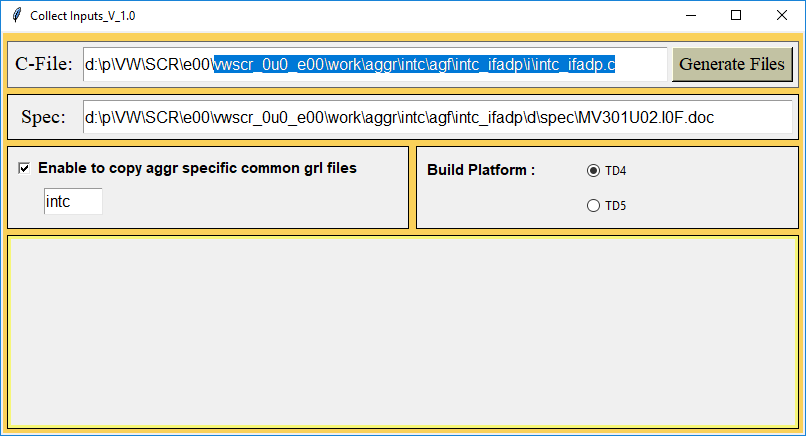 Collect Inputs_V_1.0
C-File: d:\p\VW\SCR\e00\vwscr_0u0_e00\work\aggr\intc\agf\intc_ifadp\i\intc_ifadp.c Generate Files
Spec: d:\p\VW\SCR\e00\vwscr_0u0_e00\work\aggr\intc\agf\intc_ifadp\d\spec\MV301U02.I0F.doc
Enable to copy aggr specific common grl files
intc
Build Platform :
TD4
TD5